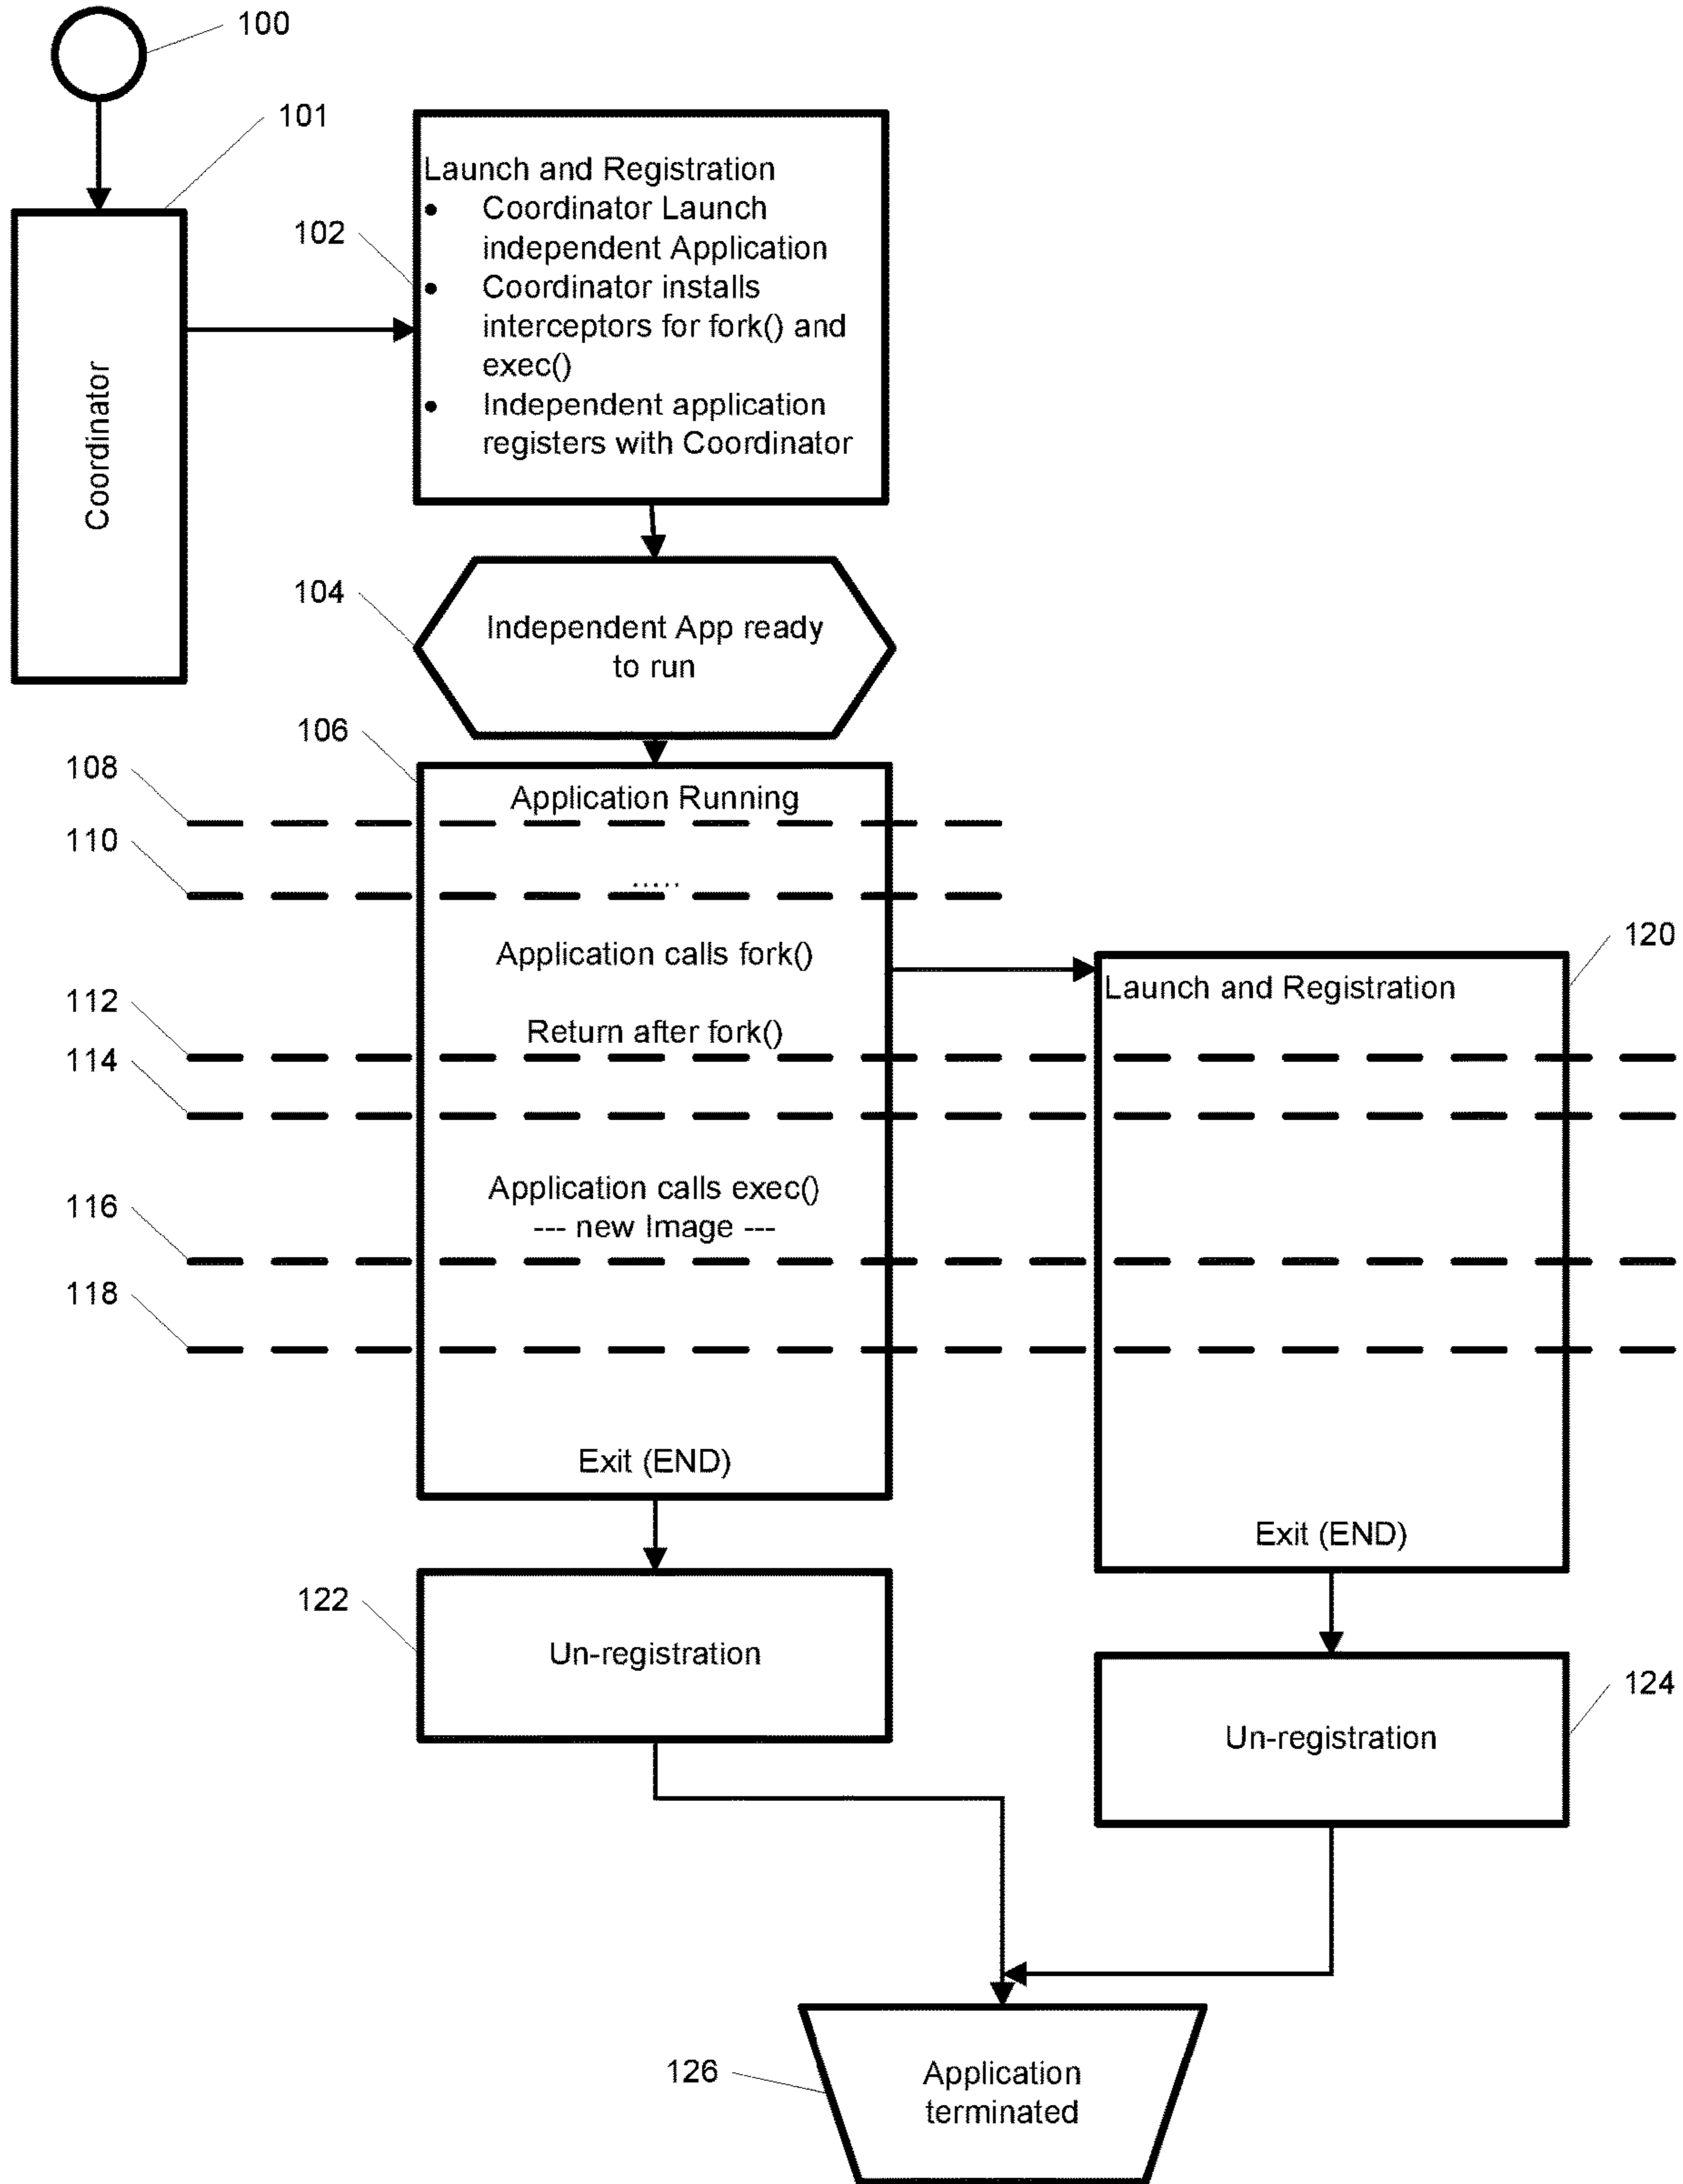 100
101
Coordinator
102
Launch and Registration
• Coordinator Launch
independent Application
• Coordinator installs
interceptors for fork() and
exec()
• Independent application
registers with Coordinator
104
Independent App ready
to run
106
108
Application Running
110
.....
Application calls fork()
120
Launch and Registration
112
Return after fork()
114
Application calls exec()
116
--- new Image ---
118
Exit (END)
Exit (END)
122
Un-registration
124
Un-registration
126
Application
terminated